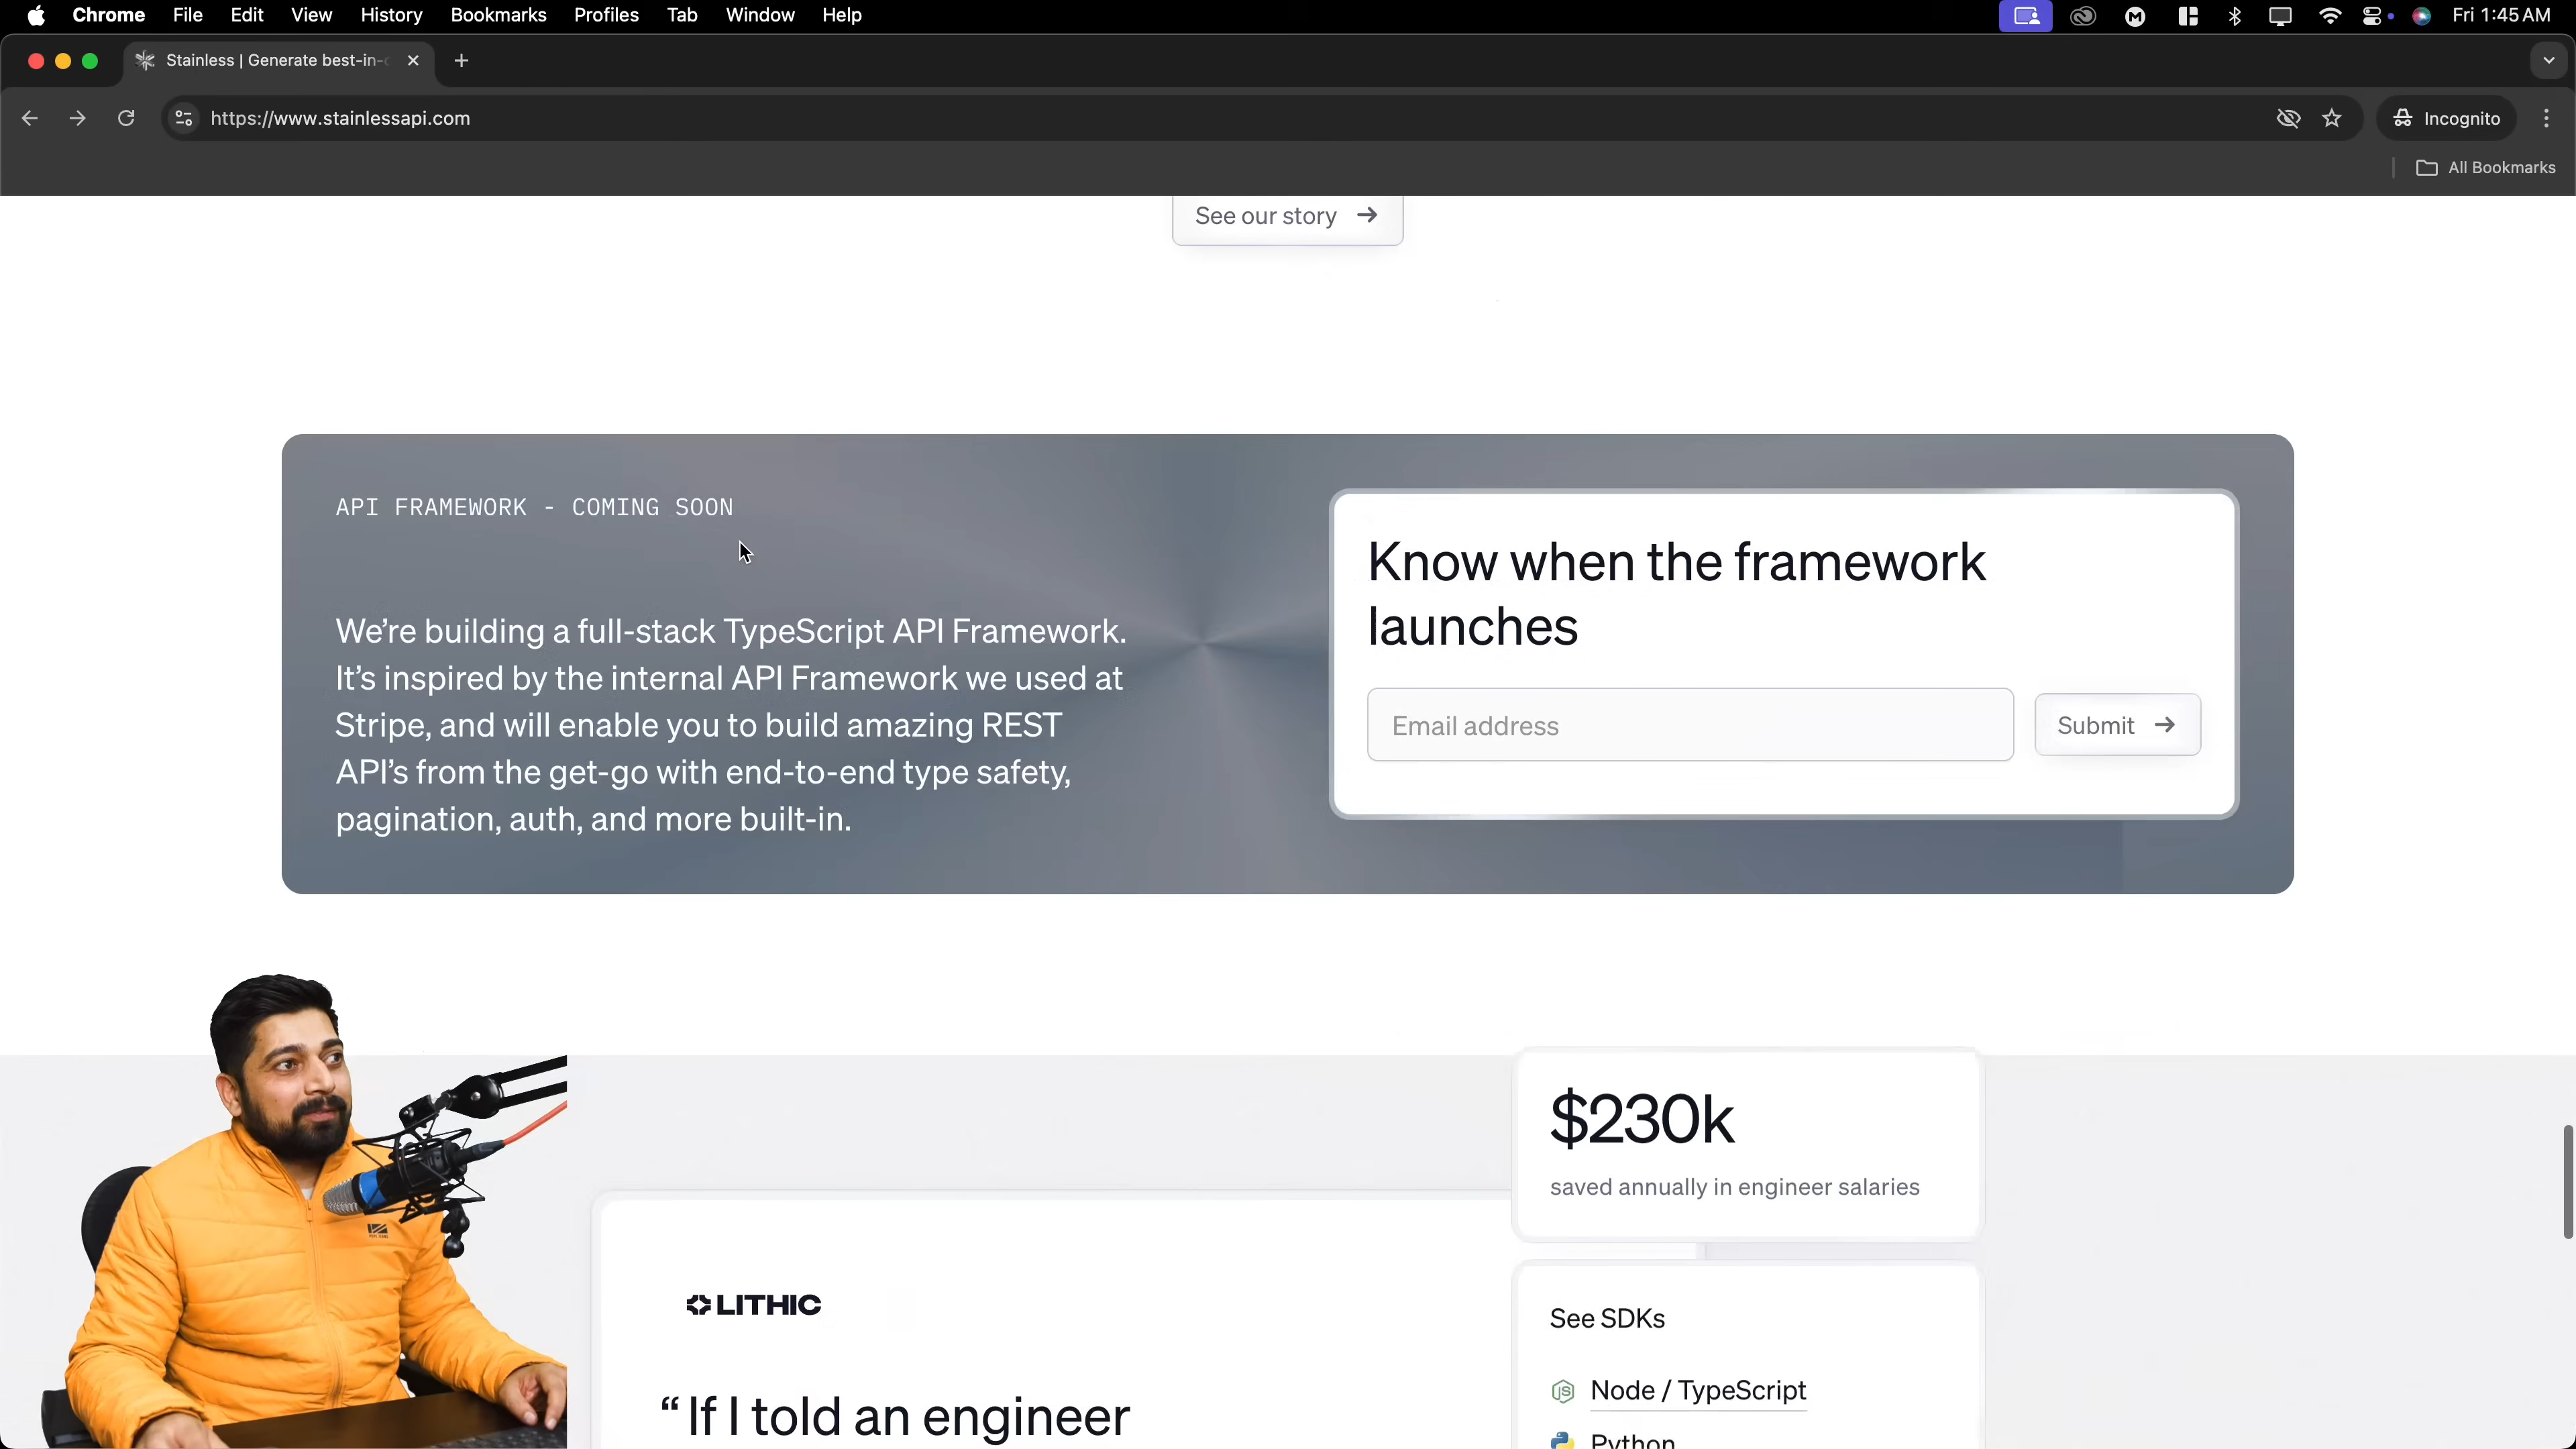 Chrome File Edit View History Bookmarks Profiles Tab Window Help Fri 1:45 AM
Stainless | Generate best-in-c
https://www.stainlessapi.com Incognito
All Bookmarks
See our story →
API FRAMEWORK - COMING SOON
We’re building a full-stack TypeScript API Framework.
It’s inspired by the internal API Framework we used at
Stripe, and will enable you to build amazing REST
API’s from the get-go with end-to-end type safety,
pagination, auth, and more built-in.
Know when the framework
launches
Email address
Submit →
$230k
saved annually in engineer salaries
LITHIC
“ If I told an engineer
See SDKs
Node / TypeScript
Python